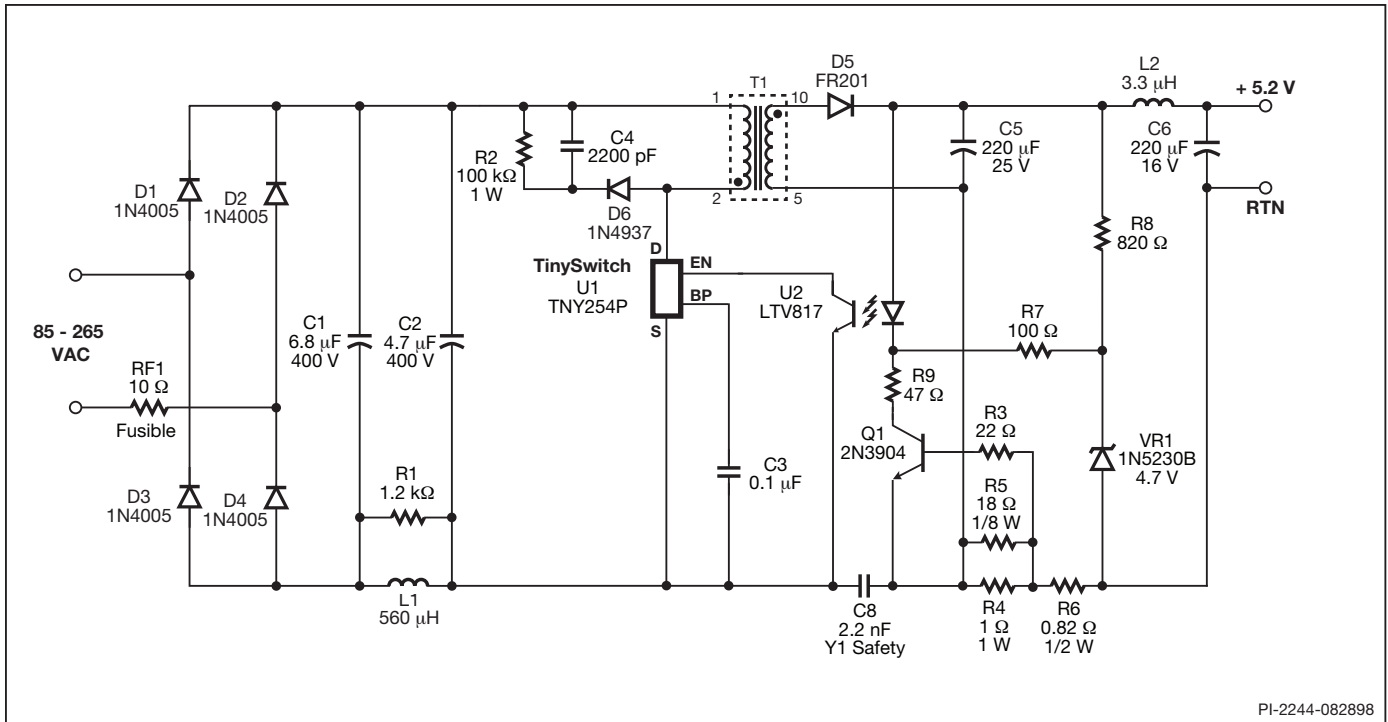 D5
FR201
L2
3.3 µH
T1
+ 5.2 V
1
10
2
5
R2
100 kΩ
1 W
C4
2200 pF
D6
1N4937
C5
220 µF
25 V
C6
220 µF
16 V
RTN
D1
1N4005
D2
1N4005
R8
820 Ω
D
EN
BP
S
TinySwitch
U1
TNY254P
U2
LTV817
R7
100 Ω
85 - 265
VAC
RF1
10 Ω
Fusible
C1
6.8 µF
400 V
C2
4.7 µF
400 V
R9
47 Ω
R3
22 Ω
Q1
2N3904
VR1
1N5230B
4.7 V
D3
1N4005
D4
1N4005
R1
1.2 kΩ
C3
0.1 µF
R5
18 Ω
1/8 W
L1
560 µH
C8
2.2 nF
Y1 Safety
R4
1 Ω
1 W
R6
0.82 Ω
1/2 W
PI-2244-082898